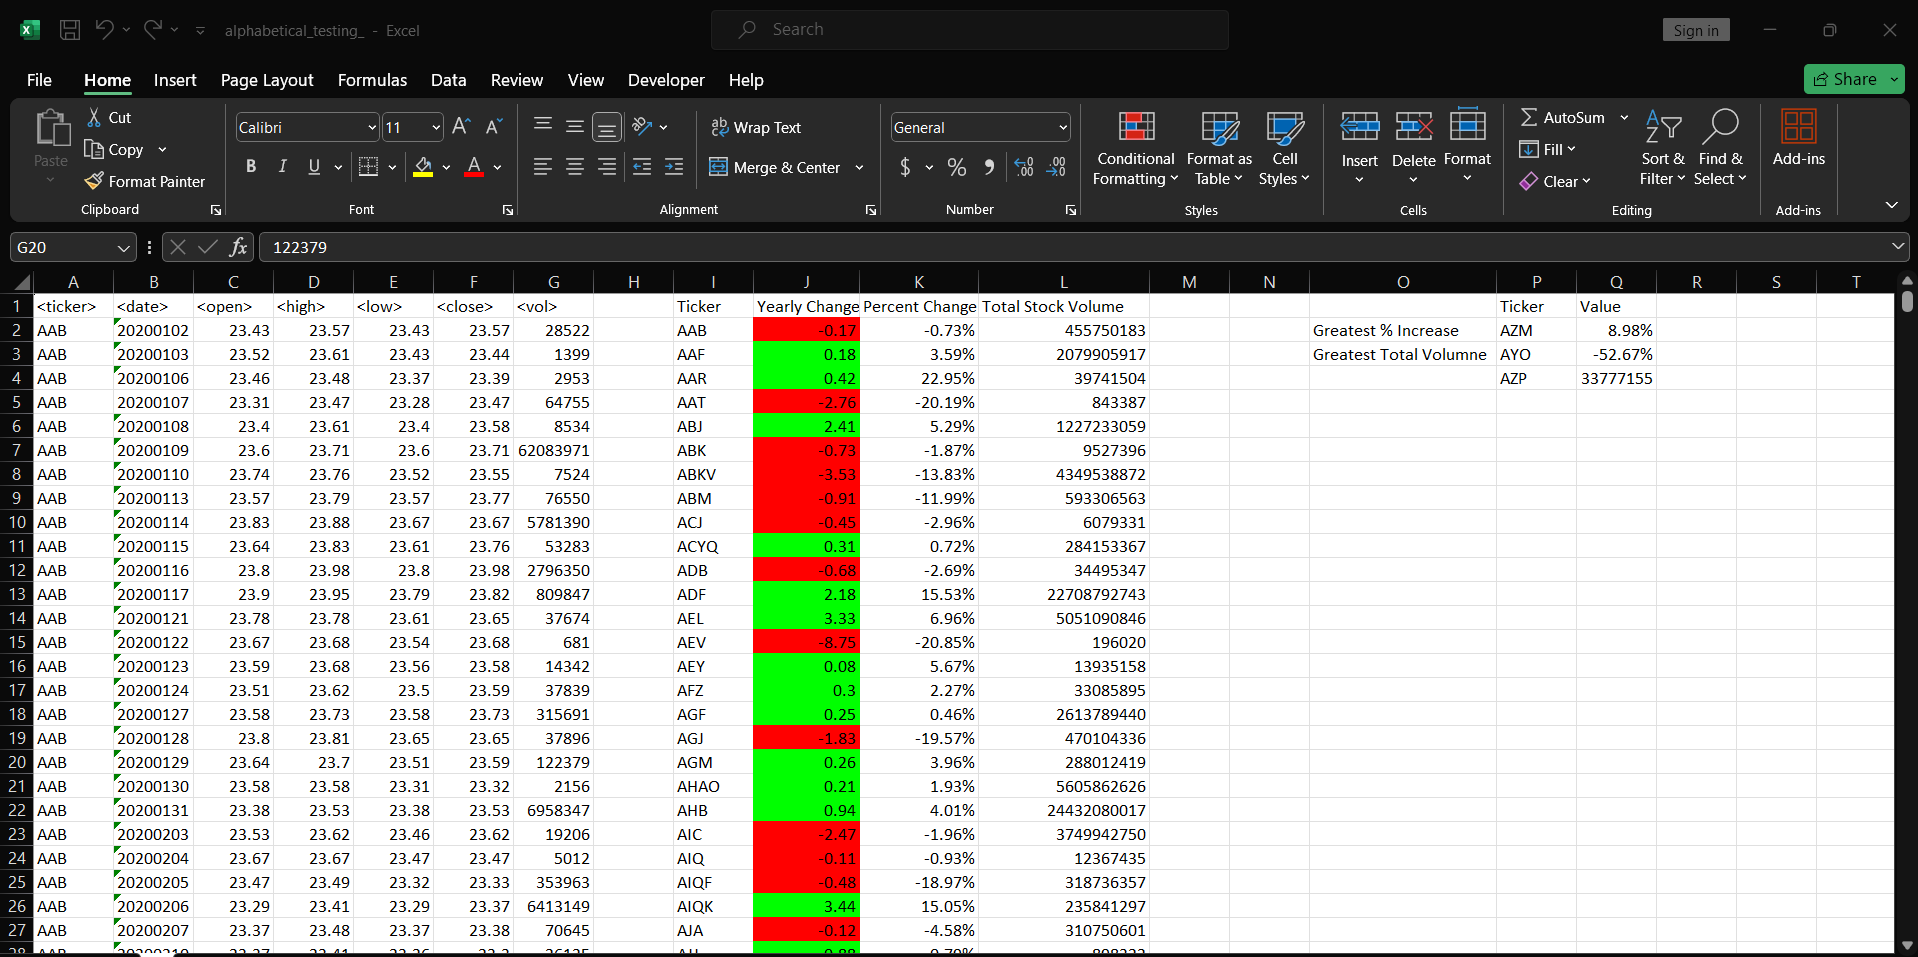 alphabetical_testing_ - Excel
Search
Sign in
File Home Insert Page Layout Formulas Data Review View Developer Help
Share
Paste
Cut
Copy
Format Painter
Clipboard
Calibri 11
B I U
Font
Wrap Text
Merge & Center
Alignment
General
$ % ,
Number
Conditional Formatting
Format as Table
Cell Styles
Styles
Insert Delete Format
Cells
AutoSum
Fill
Clear
Sort & Filter
Find & Select
Editing
Add-ins
Add-ins
G20 fx 122379
A B C D E F G H I J K L M N O P Q R S T
1 <ticker> <date> <open> <high> <low> <close> <vol> Ticker Yearly Change Percent Change Total Stock Volume Ticker Value
2 AAB 20200102 23.43 23.57 23.43 23.57 28522 AAB -0.17 -0.73% 455750183 Greatest % Increase AZM 8.98%
3 AAB 20200103 23.52 23.61 23.43 23.44 1399 AAF 0.18 3.59% 2079905917 Greatest Total Volumne AYO -52.67%
4 AAB 20200106 23.46 23.48 23.37 23.39 2953 AAR 0.42 22.95% 39741504 AZP 33777155
5 AAB 20200107 23.31 23.47 23.28 23.47 64755 AAT -2.76 -20.19% 843387
6 AAB 20200108 23.4 23.61 23.4 23.58 8534 ABJ 2.41 5.29% 1227233059
7 AAB 20200109 23.6 23.71 23.6 23.71 62083971 ABK -0.73 -1.87% 9527396
8 AAB 20200110 23.74 23.76 23.52 23.55 7524 ABKV -3.53 -13.83% 4349538872
9 AAB 20200113 23.57 23.79 23.57 23.77 76550 ABM -0.91 -11.99% 593306563
10 AAB 20200114 23.83 23.88 23.67 23.67 5781390 ACJ -0.45 -2.96% 6079331
11 AAB 20200115 23.64 23.83 23.61 23.76 53283 ACYQ 0.31 0.72% 284153367
12 AAB 20200116 23.8 23.98 23.8 23.98 2796350 ADB -0.68 -2.69% 34495347
13 AAB 20200117 23.9 23.95 23.79 23.82 809847 ADF 2.18 15.53% 22708792743
14 AAB 20200121 23.78 23.78 23.61 23.65 37674 AEL 3.33 6.96% 5051090846
15 AAB 20200122 23.67 23.68 23.54 23.68 681 AEV -8.75 -20.85% 196020
16 AAB 20200123 23.59 23.68 23.56 23.58 14342 AEY 0.08 5.67% 13935158
17 AAB 20200124 23.51 23.62 23.5 23.59 37839 AFZ 0.3 2.27% 33085895
18 AAB 20200127 23.58 23.73 23.58 23.73 315691 AGF 0.25 0.46% 2613789440
19 AAB 20200128 23.8 23.81 23.65 23.65 37896 AGJ -1.83 -19.57% 470104336
20 AAB 20200129 23.64 23.7 23.51 23.59 122379 AGM 0.26 3.96% 288012419
21 AAB 20200130 23.58 23.58 23.31 23.32 2156 AHAO 0.21 1.93% 5605862626
22 AAB 20200131 23.38 23.53 23.38 23.53 6958347 AHB 0.94 4.01% 24432080017
23 AAB 20200203 23.53 23.62 23.46 23.62 19206 AIC -2.47 -1.96% 3749942750
24 AAB 20200204 23.67 23.67 23.47 23.47 5012 AIQ -0.11 -0.93% 12367435
25 AAB 20200205 23.47 23.49 23.32 23.33 353963 AIQF -0.48 -18.97% 318736357
26 AAB 20200206 23.29 23.41 23.29 23.37 6413149 AIQK 3.44 15.05% 235841297
27 AAB 20200207 23.37 23.48 23.37 23.38 70645 AJA -0.12 -4.58% 310750601